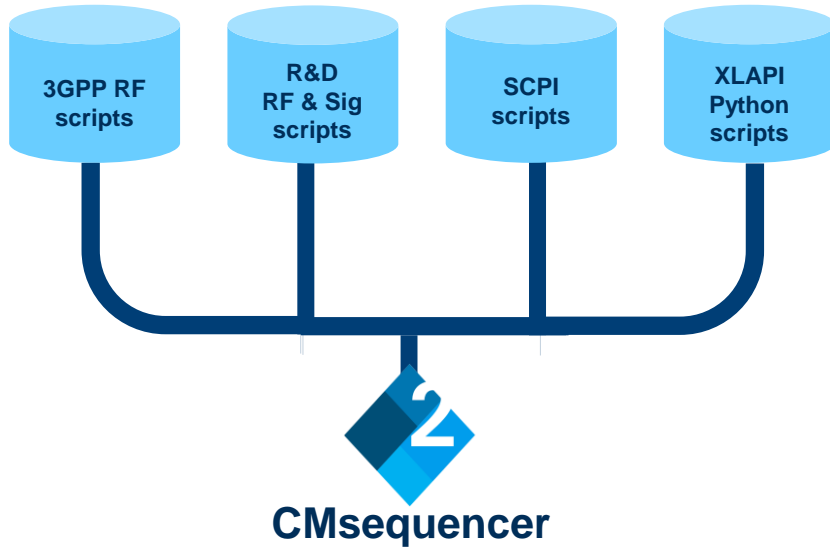 3GPP RF
scripts
R&D
RF & Sig
scripts
SCPI
scripts
XLAPI
Python
scripts
2
CMsequencer